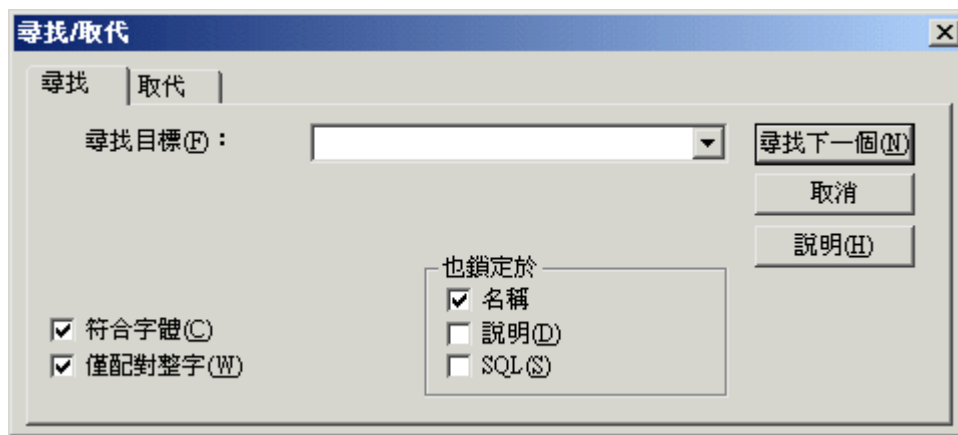 尋找/取代
尋找 取代
尋找目標(F)： 尋找下一個(N)
取消
說明(H)
也鎖定於
名稱
符合字體(C) 說明(D)
僅配對整字(W) SQL(S)